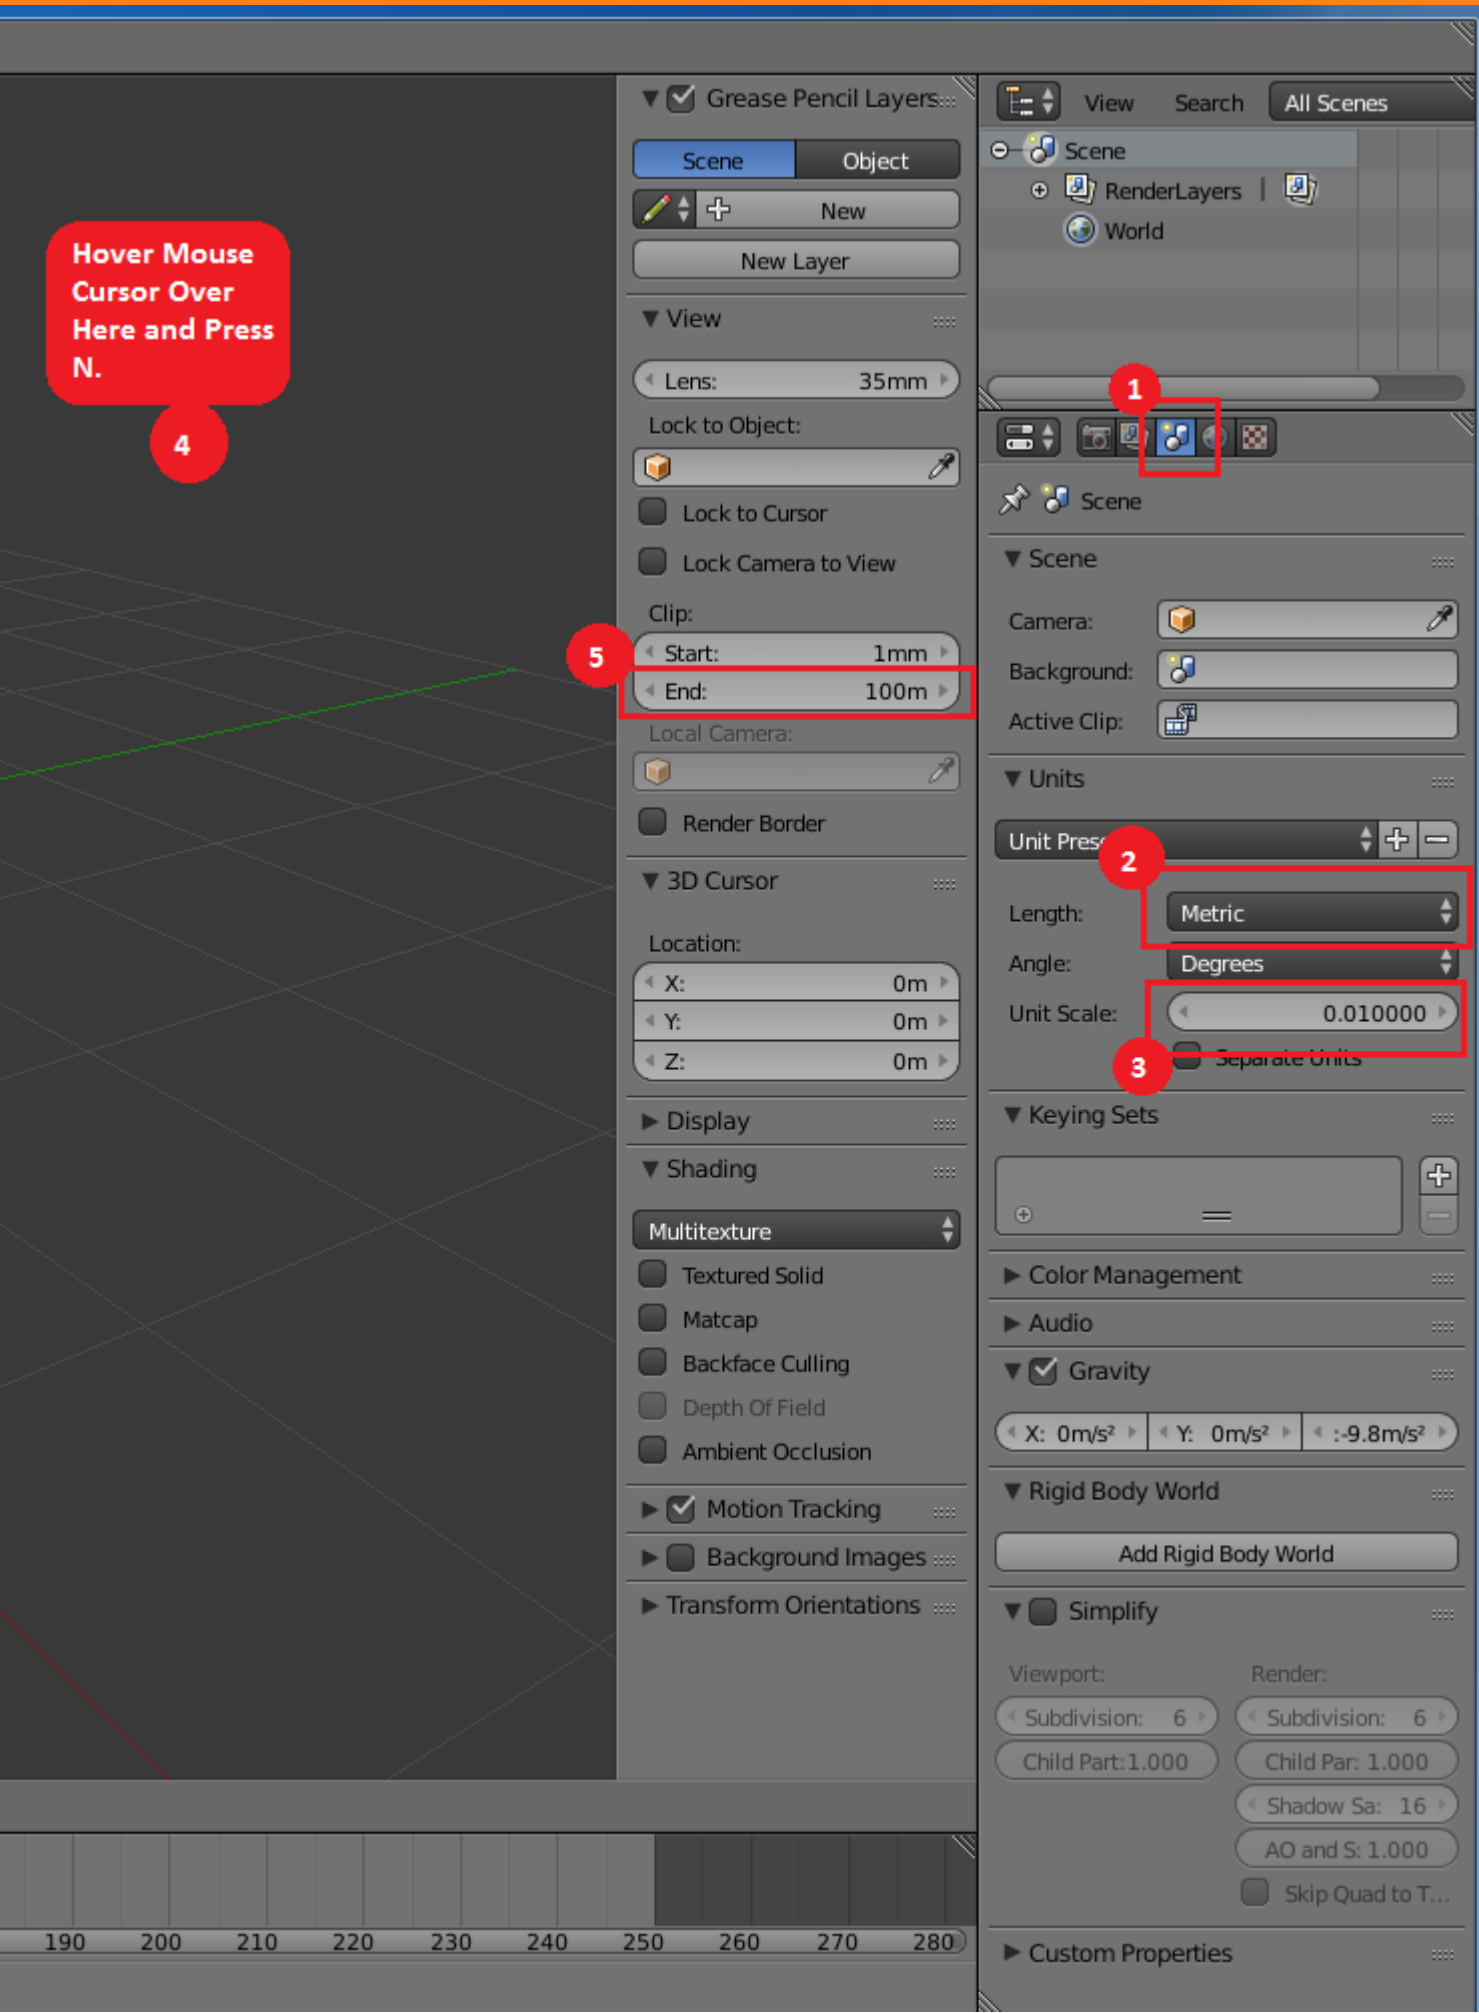 Hover Mouse
Cursor Over
Here and Press
N.
4
Grease Pencil Layers
Scene Object
New
New Layer
View
Lens: 35mm
Lock to Object:
Lock to Cursor
Lock Camera to View
Clip:
5
Start: 1mm
End: 100m
Local Camera:
Render Border
3D Cursor
Location:
X: 0m
Y: 0m
Z: 0m
Display
Shading
Multitexture
Textured Solid
Matcap
Backface Culling
Depth Of Field
Ambient Occlusion
Motion Tracking
Background Images
Transform Orientations
190 200 210 220 230 240 250 260 270 280
View Search All Scenes
Scene
RenderLayers |
World
1
Scene
Scene
Camera:
Background:
Active Clip:
Units
Unit Pres
2
Length: Metric
Angle: Degrees
Unit Scale: 0.010000
3
Separate Units
Keying Sets
Color Management
Audio
Gravity
X: 0m/s² Y: 0m/s² :-9.8m/s²
Rigid Body World
Add Rigid Body World
Simplify
Viewport: Render:
Subdivision: 6 Subdivision: 6
Child Part:1.000 Child Par: 1.000
Shadow Sa: 16
AO and S: 1.000
Skip Quad to T...
Custom Properties